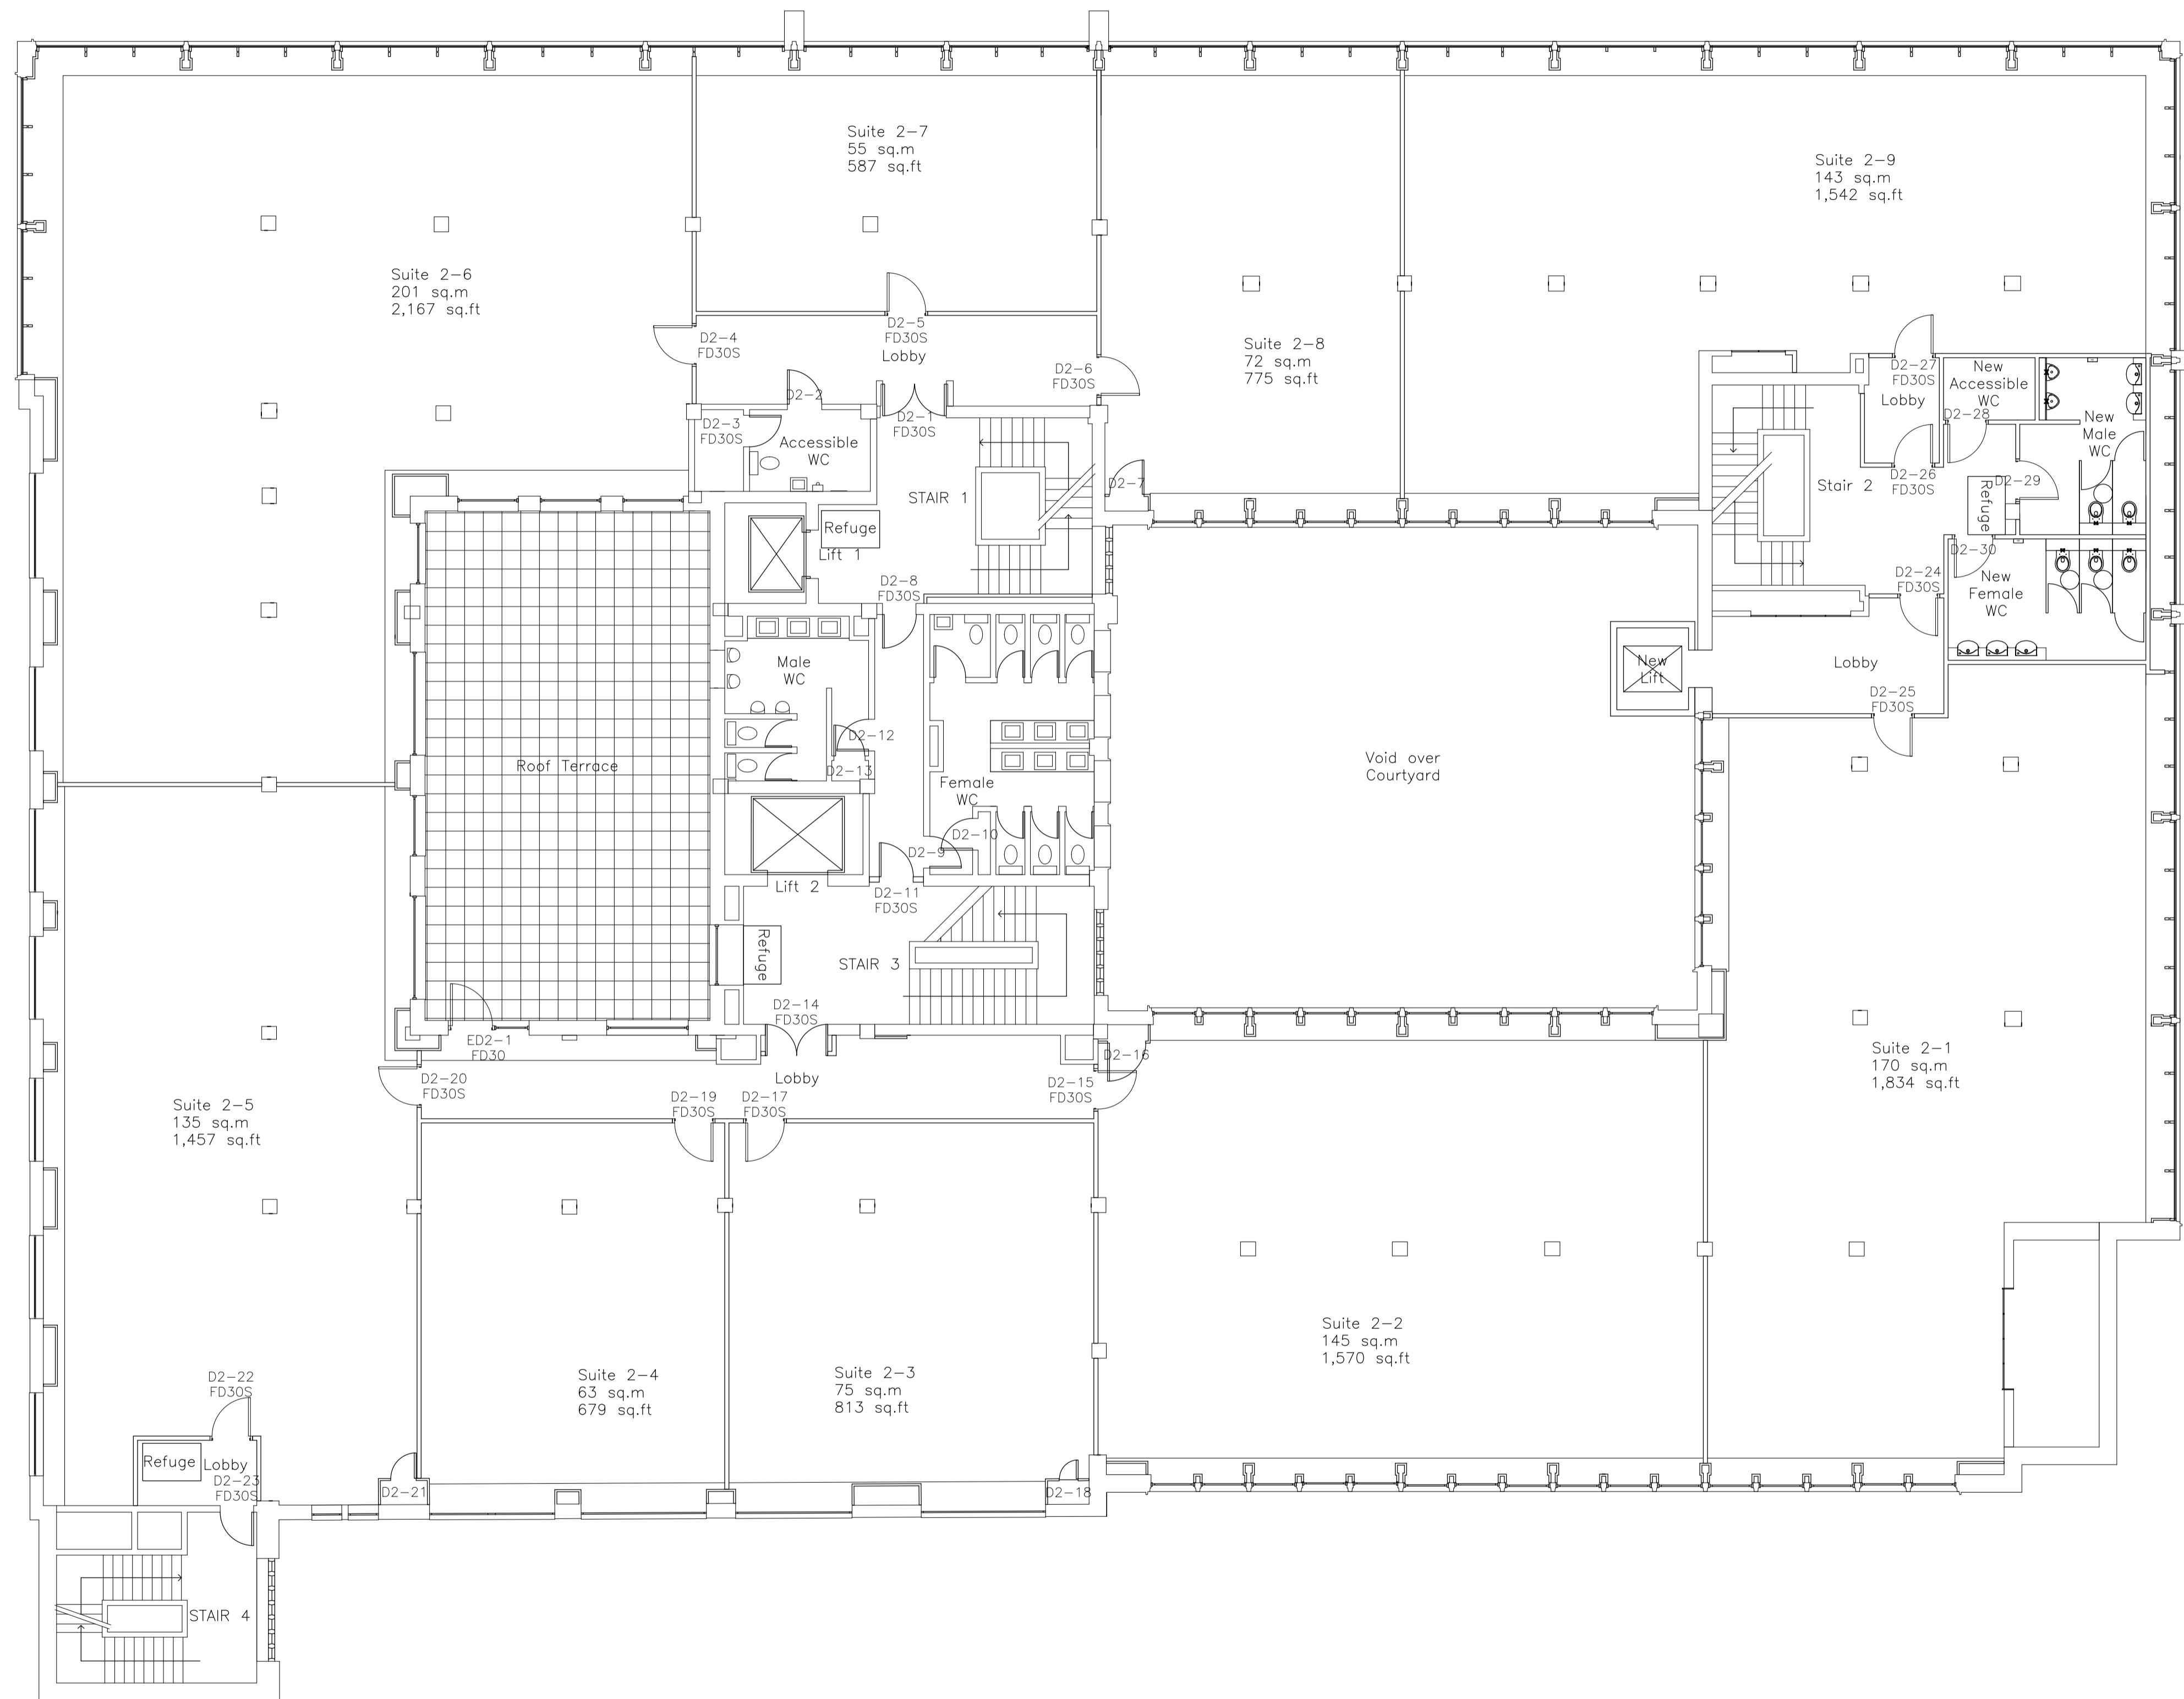 Suite 2-7
55 sq.m
587 sq.ft
Suite 2-9
143 sq.m
1,542 sq.ft
Suite 2-6
201 sq.m
2,167 sq.ft
D2-4
FD30S
D2-5
FD30S
Lobby
D2-6
FD30S
Suite 2-8
72 sq.m
775 sq.ft
D2-27
FD30S
Lobby
New
Accessible
WC
D2-28
New
Male
WC
D2-2
D2-3
FD30S
D2-1
FD30S
Accessible
WC
STAIR 1
D2-7
Stair 2
D2-26
FD30S
D2-29
Refuge
Refuge
Lift 1
D2-8
FD30S
D2-30
D2-24
FD30S
New
Female
WC
Male
WC
New
Lift
Lobby
D2-25
FD30S
D2-12
D2-13
Roof Terrace
Female
WC
Void over
Courtyard
D2-10
D2-9
Lift 2
D2-11
FD30S
Refuge
STAIR 3
D2-14
FD30S
ED2-1
FD30
D2-16
Lobby
D2-20
FD30S
D2-19
FD30S
D2-17
FD30S
D2-15
FD30S
Suite 2-1
170 sq.m
1,834 sq.ft
Suite 2-5
135 sq.m
1,457 sq.ft
Suite 2-2
145 sq.m
1,570 sq.ft
Suite 2-4
63 sq.m
679 sq.ft
Suite 2-3
75 sq.m
813 sq.ft
D2-22
FD30S
Refuge
Lobby
D2-23
FD30S
D2-21
D2-18
STAIR 4